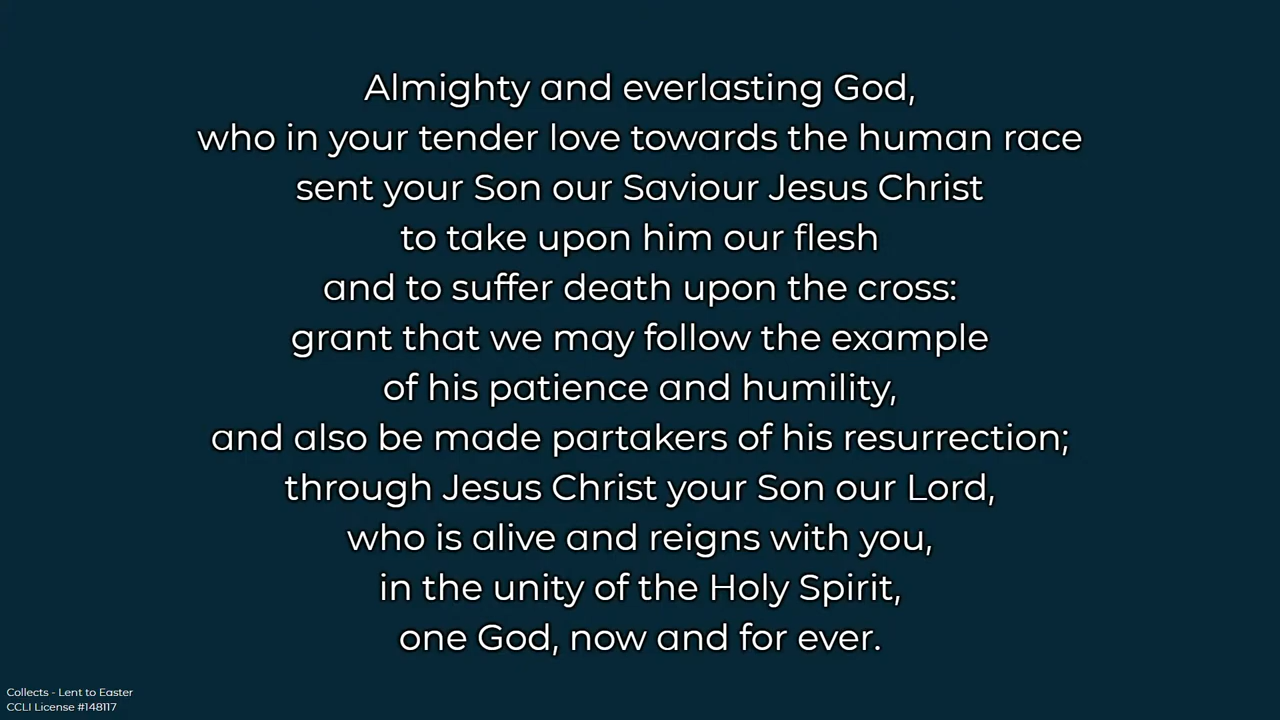 Almighty and everlasting God,
who in your tender love towards the human race
sent your Son our Saviour Jesus Christ
to take upon him our flesh
and to suffer death upon the cross:
grant that we may follow the example
of his patience and humility,
and also be made partakers of his resurrection;
through Jesus Christ your Son our Lord,
who is alive and reigns with you,
in the unity of the Holy Spirit,
one God, now and for ever.
Collects - Lent to Easter
CCLI License #148117